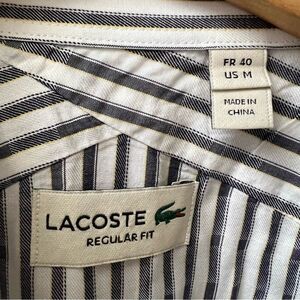 FR 40
US M
MADE IN
CHINA
LACOSTE
REGULAR FIT